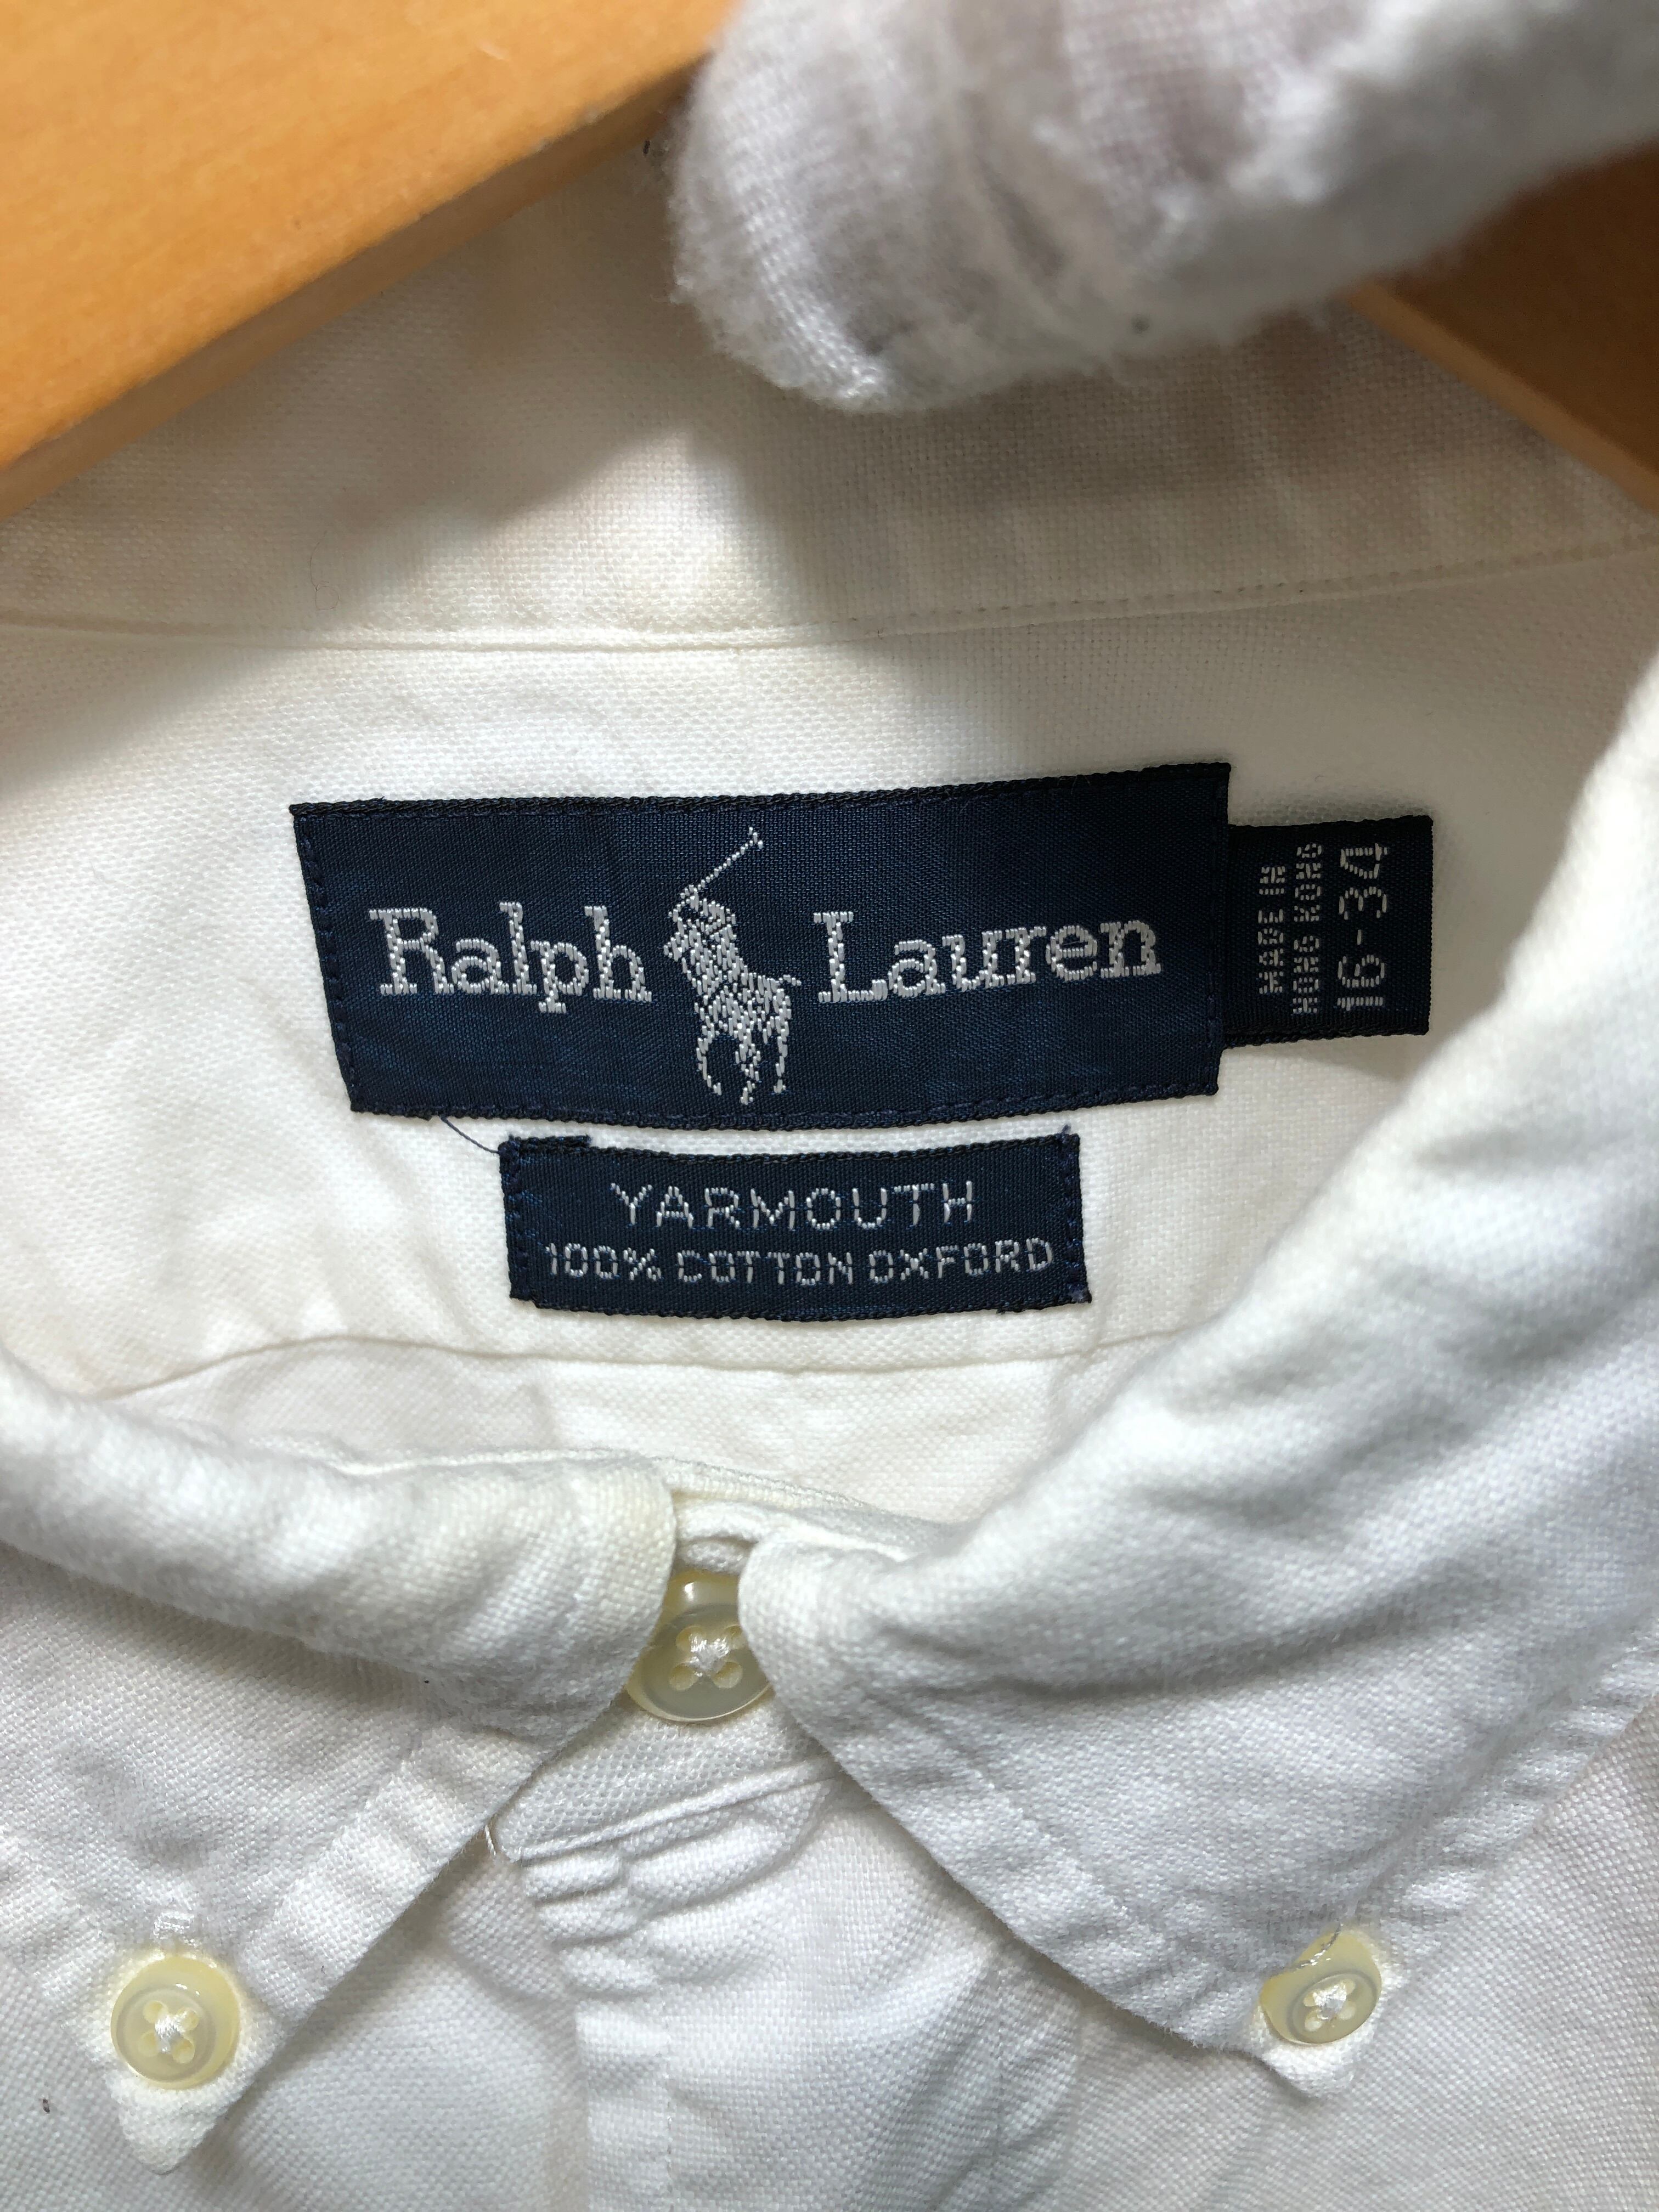 Ralph Lauren
MADE IN
HONG KONG
16-34
YARMOUTH
100% COTTON OXFORD